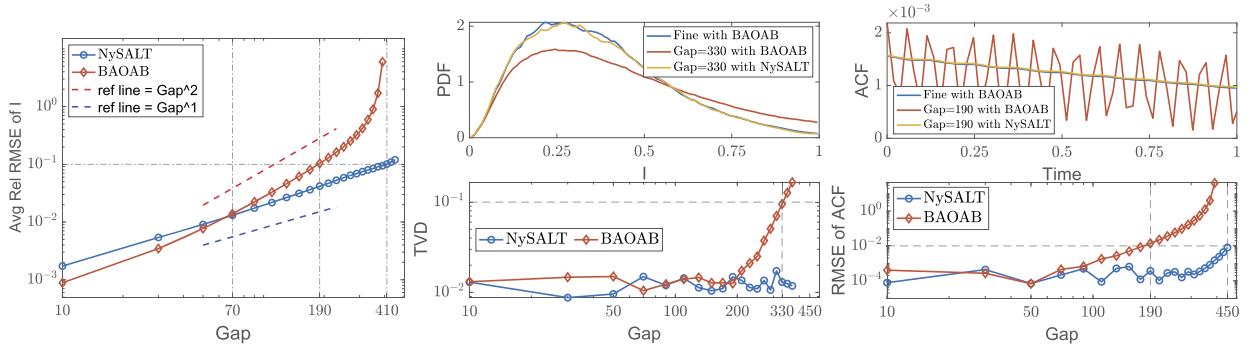 NySALT
BAOAB
ref line = Gap^2
ref line = Gap^1
Avg Rel RMSE of I
10^0
10^-1
10^-2
10^-3
10 70 190 410
Gap
2
1
0
PDF
Fine with BAOAB
Gap=330 with BAOAB
Gap=330 with NySALT
0 0.25 0.5 0.75 1
I
TVD
10^-1
10^-2
NySALT BAOAB
10 50 100 200 330 450
Gap
×10^-3
2
1
0
ACF
Fine with BAOAB
Gap=190 with BAOAB
Gap=190 with NySALT
0 0.25 0.5 0.75 1
Time
RMSE of ACF
10^0
10^-2
10^-4
NySALT
BAOAB
10 50 100 190 450
Gap